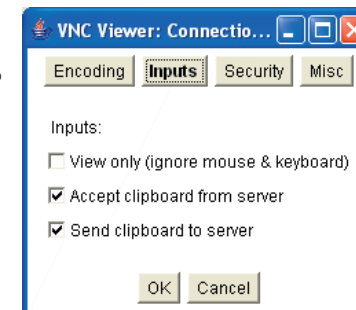 VNC Viewer: Connectio...
Encoding Inputs Security Misc
Inputs:
View only (ignore mouse & keyboard)
Accept clipboard from server
Send clipboard to server
OK Cancel